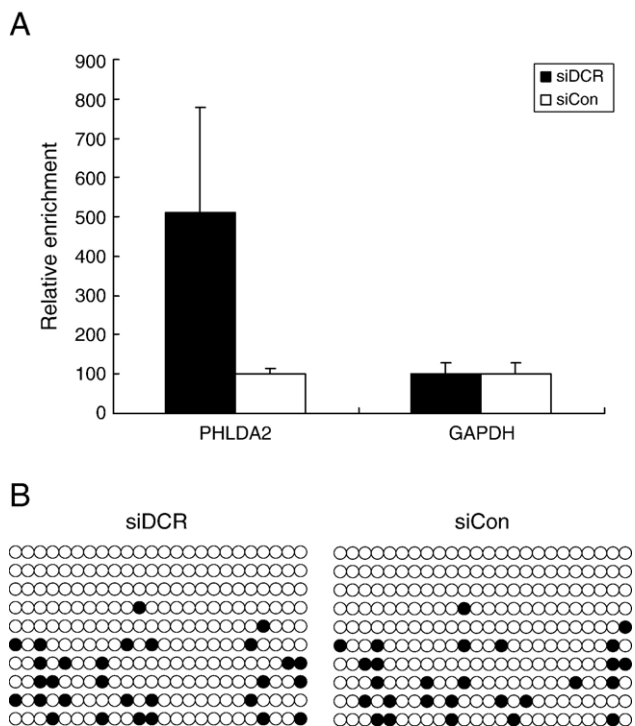 A
900
800
700
600
500
400
300
200
100
0
Relative enrichment
siDCR
siCon
PHLDA2 GAPDH
B
siDCR siCon